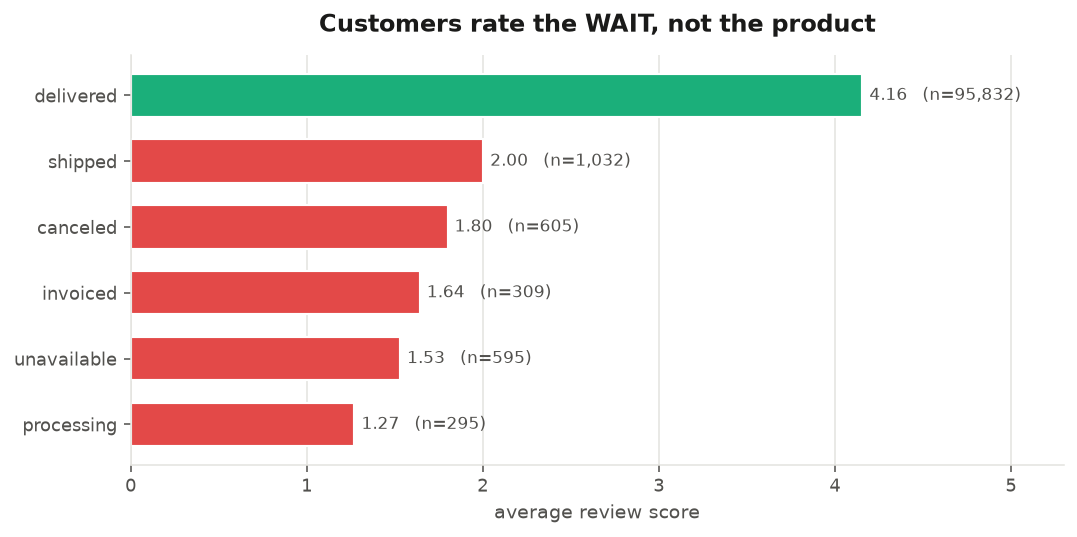 Customers rate the WAIT, not the product
delivered 4.16 (n=95,832)
shipped 2.00 (n=1,032)
canceled 1.80 (n=605)
invoiced 1.64 (n=309)
unavailable 1.53 (n=595)
processing 1.27 (n=295)
0 1 2 3 4 5
average review score